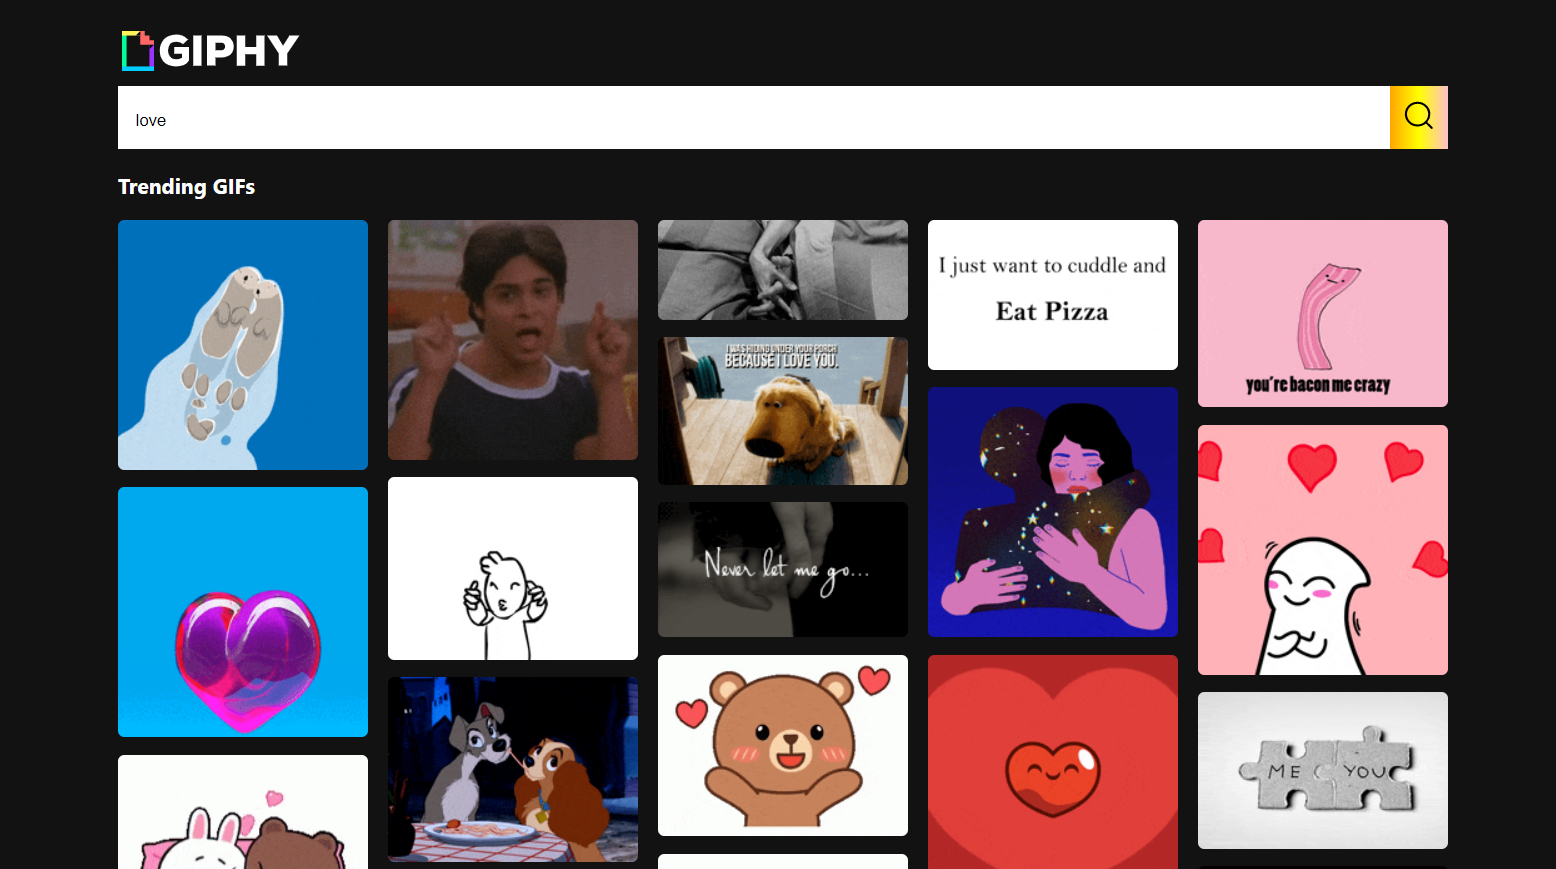 GIPHY
love
Trending GIFs
I just want to cuddle and
Eat Pizza
you're bacon me crazy
I WAS HIDING UNDER YOUR PORCH
BECAUSE I LOVE YOU.
Never let me go...
ME YOU